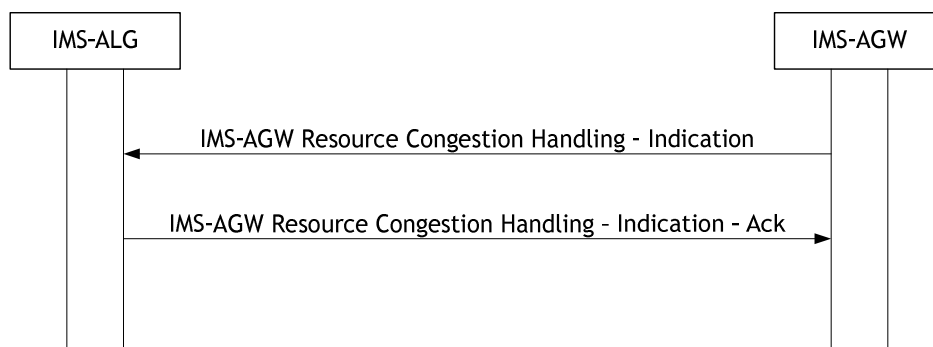 IMS-ALG
IMS-AGW
IMS-AGW Resource Congestion Handling - Indication
IMS-AGW Resource Congestion Handling – Indication - Ack